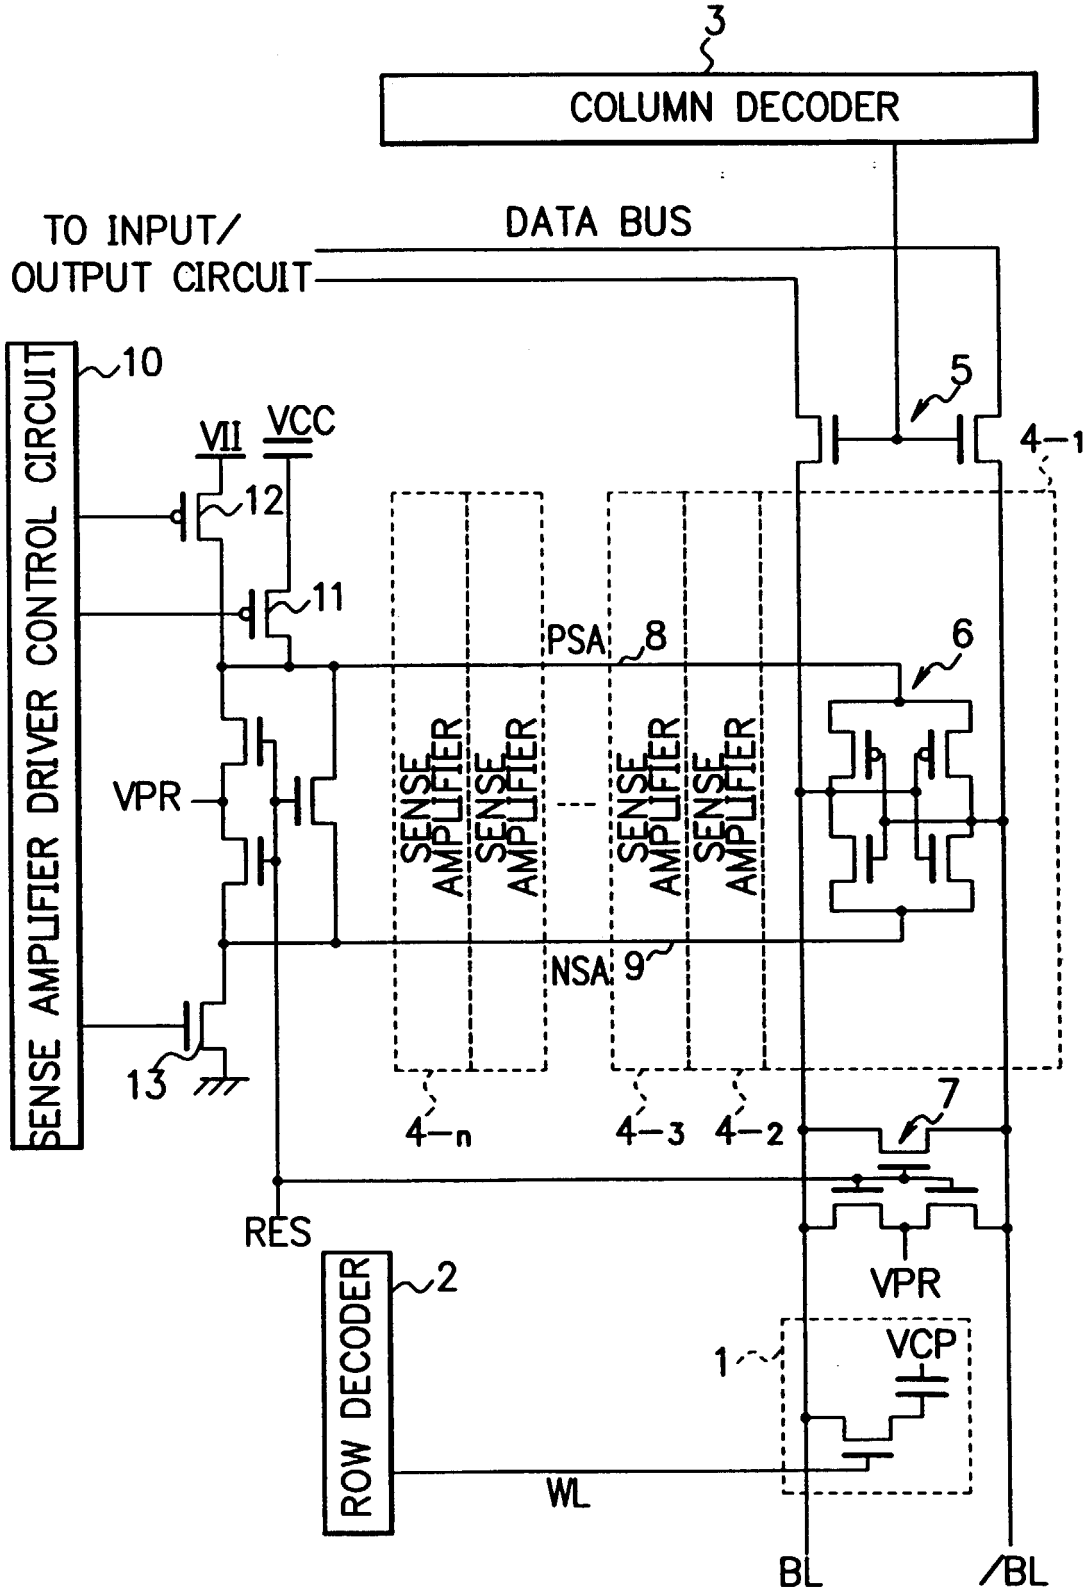 3
COLUMN DECODER
TO INPUT/
OUTPUT CIRCUIT
DATA BUS
SENSE AMPLIFIER DRIVER CONTROL CIRCUIT
10
VII
VCC
5
4-1
12
11
PSA
8
6
VPR
SENSE
AMPLIFIER
SENSE
AMPLIFIER
SENSE
AMPLIFIER
SENSE
AMPLIFIER
NSA
9
13
4-n
4-3
4-2
7
RES
VPR
ROW DECODER
2
1
VCP
WL
BL
/BL